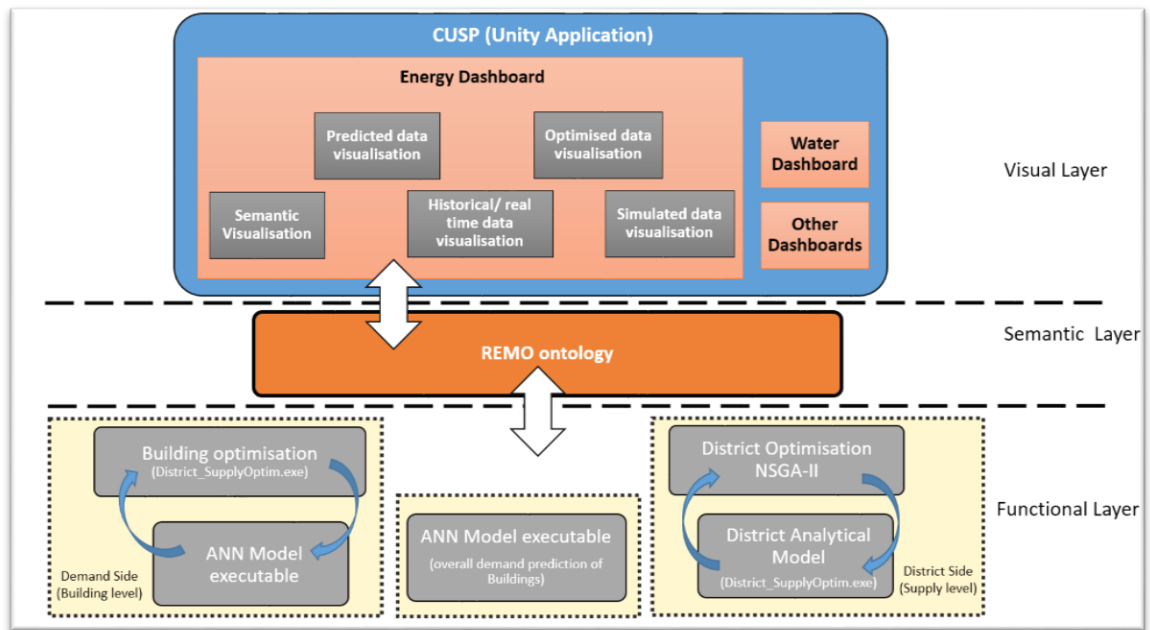 CUSP (Unity Application)
Energy Dashboard
Predicted data
visualisation
Optimised data
visualisation
Semantic
Visualisation
Historical/ real
time data
visualisation
Simulated data
visualisation
Water
Dashboard
Other
Dashboards
Visual Layer
REMO ontology
Semantic Layer
Building optimisation
(District_SupplyOptim.exe)
ANN Model
executable
Demand Side
(Building level)
ANN Model executable
(overall demand prediction of
Buildings)
District Optimisation
NSGA-II
District Analytical
Model
(District_SupplyOptim.exe)
District Side
(Supply level)
Functional Layer